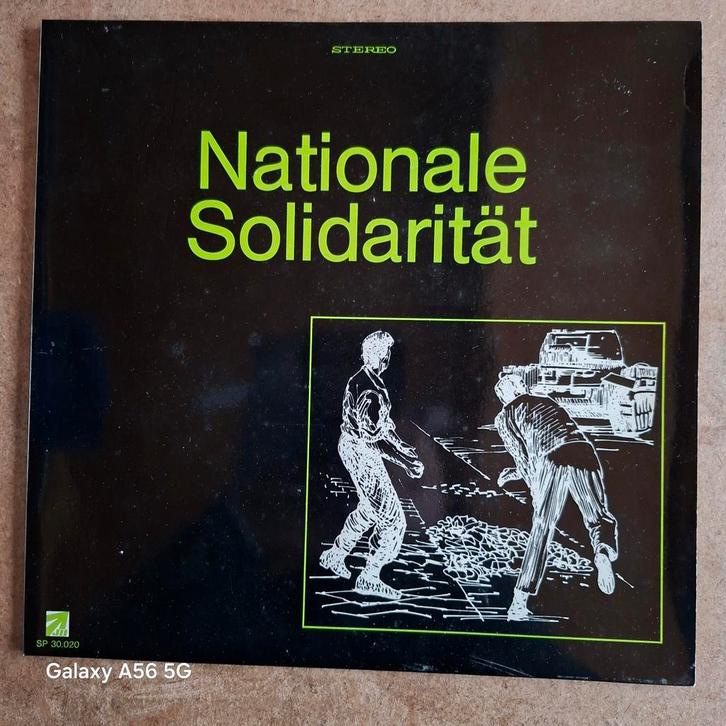 STEREO
Nationale
Solidarität
SP 30.020
Galaxy A56 5G